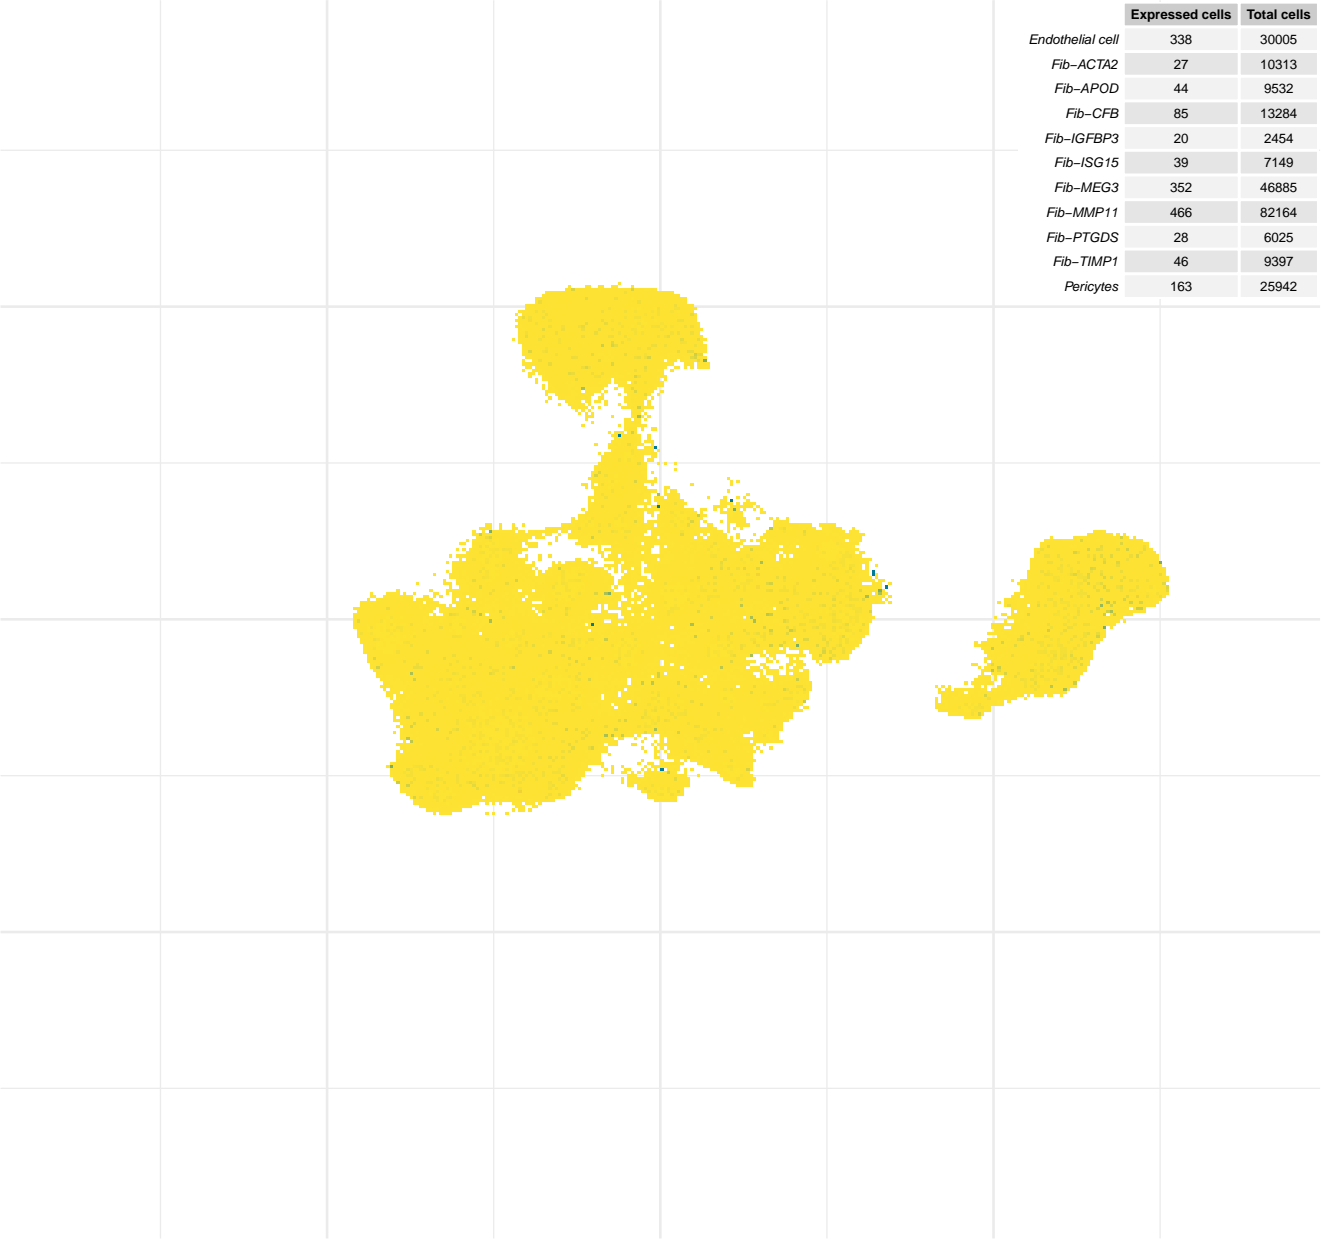 Expressed cells Total cells
Endothelial cell 338 30005
Fib−ACTA2 27 10313
Fib−APOD 44 9532
Fib−CFB 85 13284
Fib−IGFBP3 20 2454
Fib−ISG15 39 7149
Fib−MEG3 352 46885
Fib−MMP11 466 82164
Fib−PTGDS 28 6025
Fib−TIMP1 46 9397
Pericytes 163 25942